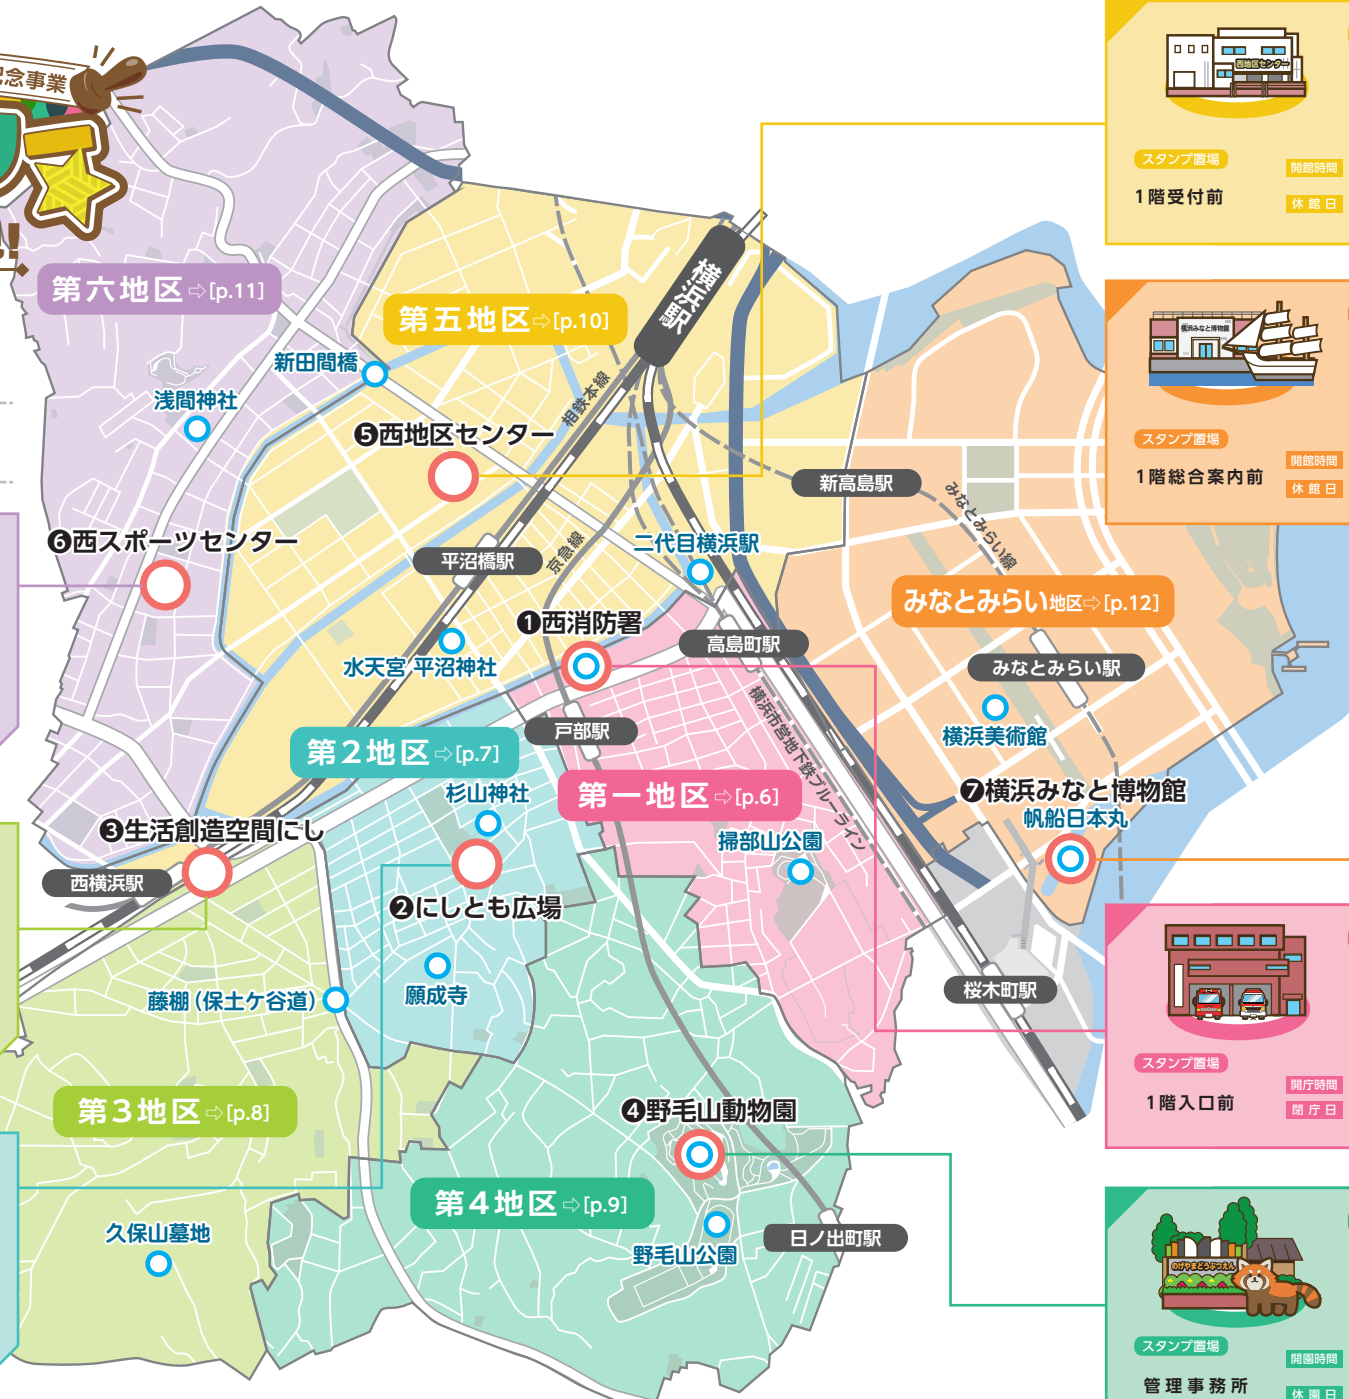 念事業
第六地区⇨[p.11]
新田間橋
浅間神社
❻西スポーツセンター
横浜駅
第五地区⇨[p.10]
相鉄本線
❺西地区センター
新高島駅
みなとみらい線
平沼橋駅
京急線
二代目横浜駅
❶西消防署
高島町駅
水天宮 平沼神社
みなとみらい地区⇨[p.12]
みなとみらい駅
横浜美術館
戸部駅
横浜市営地下鉄ブルーライン
第2地区⇨[p.7]
杉山神社
第一地区⇨[p.6]
❼横浜みなと博物館
帆船日本丸
❸生活創造空間にし
掃部山公園
西横浜駅
❷にしとも広場
願成寺
藤棚(保土ケ谷道)
桜木町駅
第3地区⇨[p.8]
❹野毛山動物園
第4地区⇨[p.9]
久保山墓地
野毛山公園
日ノ出町駅
西地区センター
スタンプ置場
1階受付前
開館時間
休館日
横浜みなと博物館
スタンプ置場
1階総合案内前
開館時間
休館日
スタンプ置場
1階入口前
開庁時間
閉庁日
のげやまどうぶつえん
スタンプ置場
管理事務所
開園時間
休園日